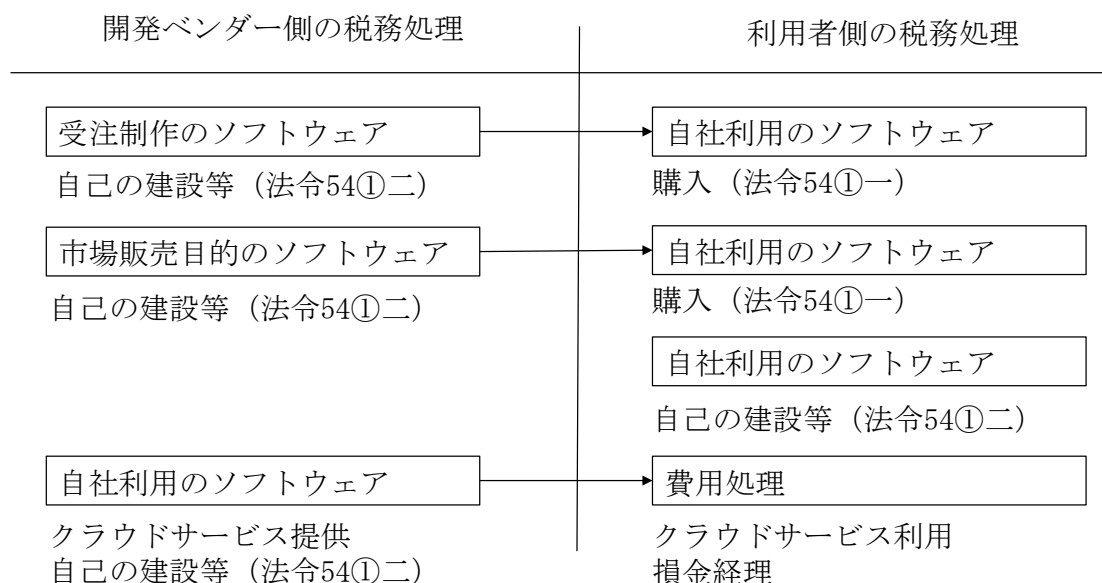 開発ベンダー側の税務処理
利用者側の税務処理
受注制作のソフトウェア
自己の建設等（法令54①二）
自社利用のソフトウェア
購入（法令54①一）
市場販売目的のソフトウェア
自己の建設等（法令54①二）
自社利用のソフトウェア
購入（法令54①一）
自社利用のソフトウェア
自己の建設等（法令54①二）
自社利用のソフトウェア
クラウドサービス提供
自己の建設等（法令54①二）
費用処理
クラウドサービス利用
損金経理